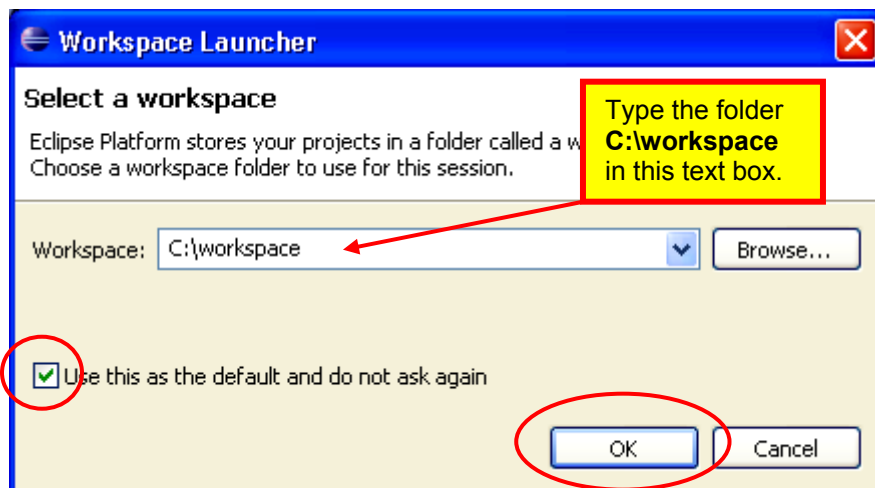 Workspace Launcher
Select a workspace
Eclipse Platform stores your projects in a folder called a w
Choose a workspace folder to use for this session.
Type the folder
C:\workspace
in this text box.
Workspace: C:\workspace Browse...
Use this as the default and do not ask again
OK Cancel